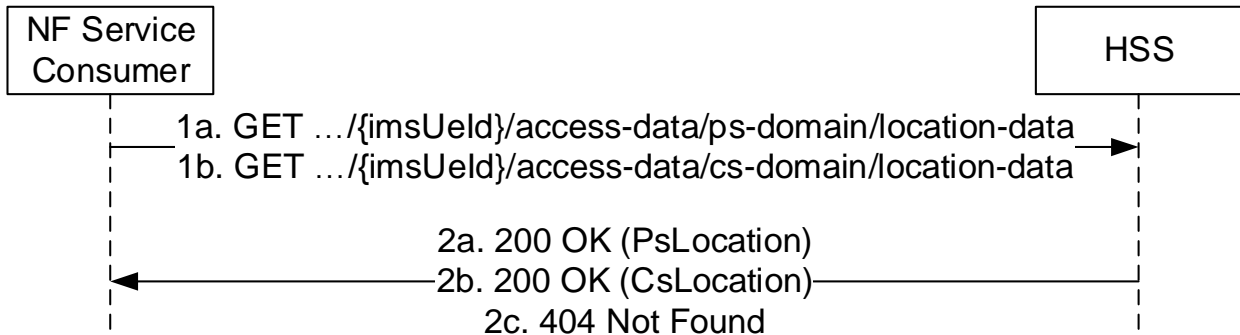 NF Service
Consumer
HSS
1a. GET …/{imsUeId}/access-data/ps-domain/location-data
1b. GET …/{imsUeId}/access-data/cs-domain/location-data
2a. 200 OK (PsLocation)
2b. 200 OK (CsLocation)
2c. 404 Not Found